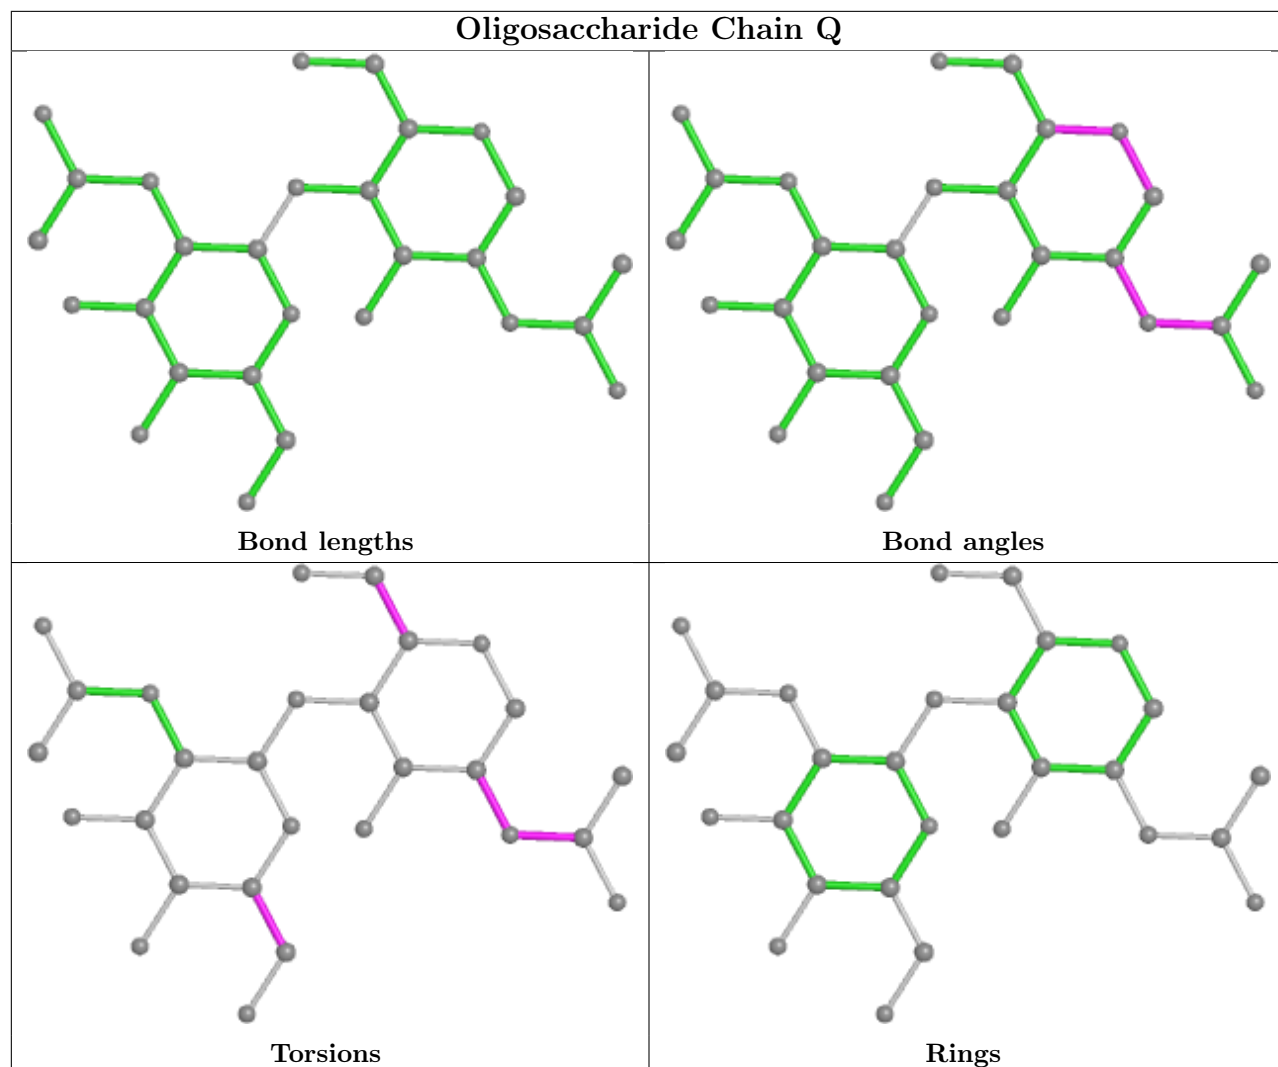 Oligosaccharide Chain Q
Bond lengths
Bond angles
Torsions
Rings